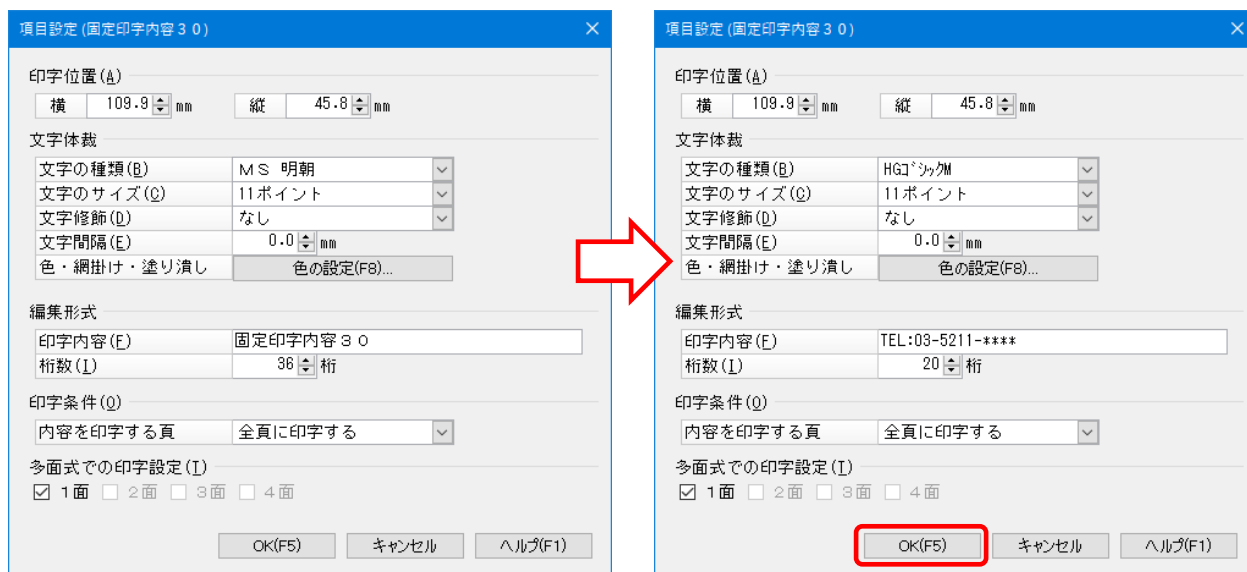 項目設定 (固定印字内容３０)
印字位置(A)
横 109.9 mm 縦 45.8 mm
文字体裁
文字の種類(B) ＭＳ 明朝
文字のサイズ(C) 11ポイント
文字修飾(D) なし
文字間隔(E) 0.0 mm
色・網掛け・塗り潰し 色の設定(F8)...
編集形式
印字内容(F) 固定印字内容３０
桁数(I) 36 桁
印字条件(O)
内容を印字する頁 全頁に印字する
多面式での印字設定(T)
１面 ２面 ３面 ４面
OK(F5) キャンセル ヘルプ(F1)
項目設定 (固定印字内容３０)
印字位置(A)
横 109.9 mm 縦 45.8 mm
文字体裁
文字の種類(B) HGｺﾞｼｯｸM
文字のサイズ(C) 11ポイント
文字修飾(D) なし
文字間隔(E) 0.0 mm
色・網掛け・塗り潰し 色の設定(F8)...
編集形式
印字内容(F) TEL:03-5211-****
桁数(I) 20 桁
印字条件(O)
内容を印字する頁 全頁に印字する
多面式での印字設定(T)
１面 ２面 ３面 ４面
OK(F5) キャンセル ヘルプ(F1)